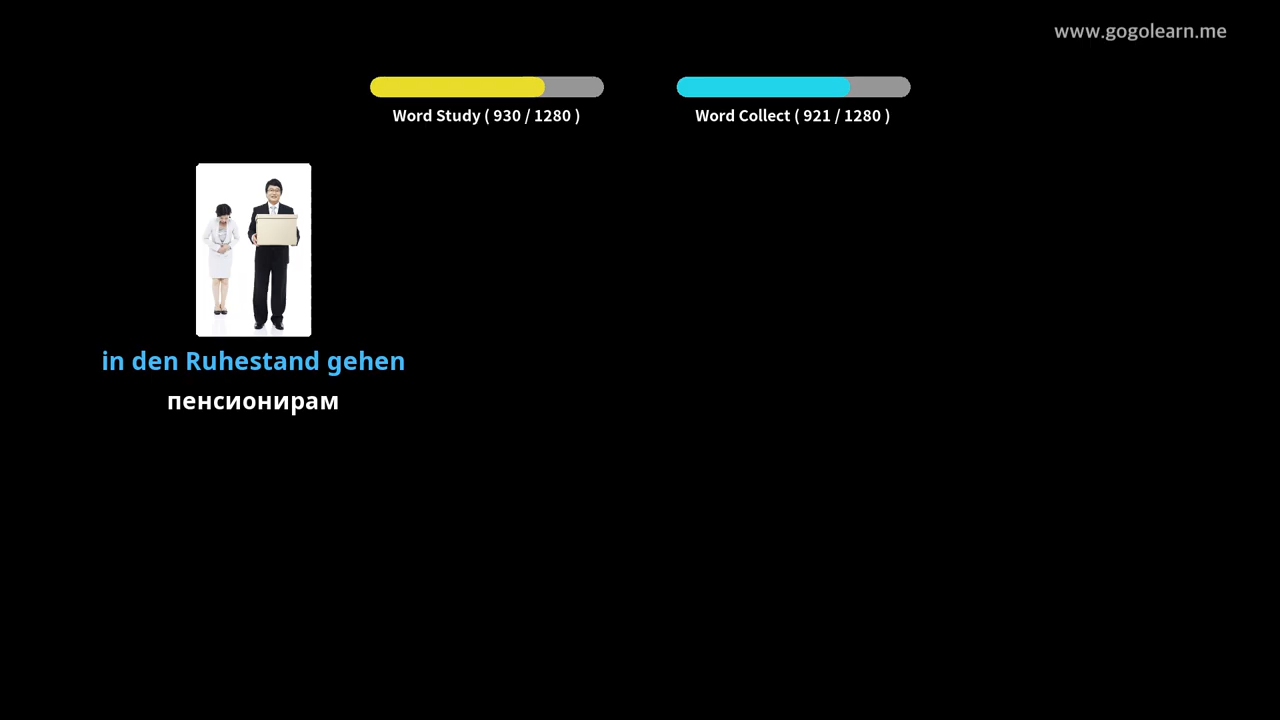 www.gogolearn.me
Word Study ( 930 / 1280 )
Word Collect ( 921 / 1280 )
in den Ruhestand gehen
пенсионирам